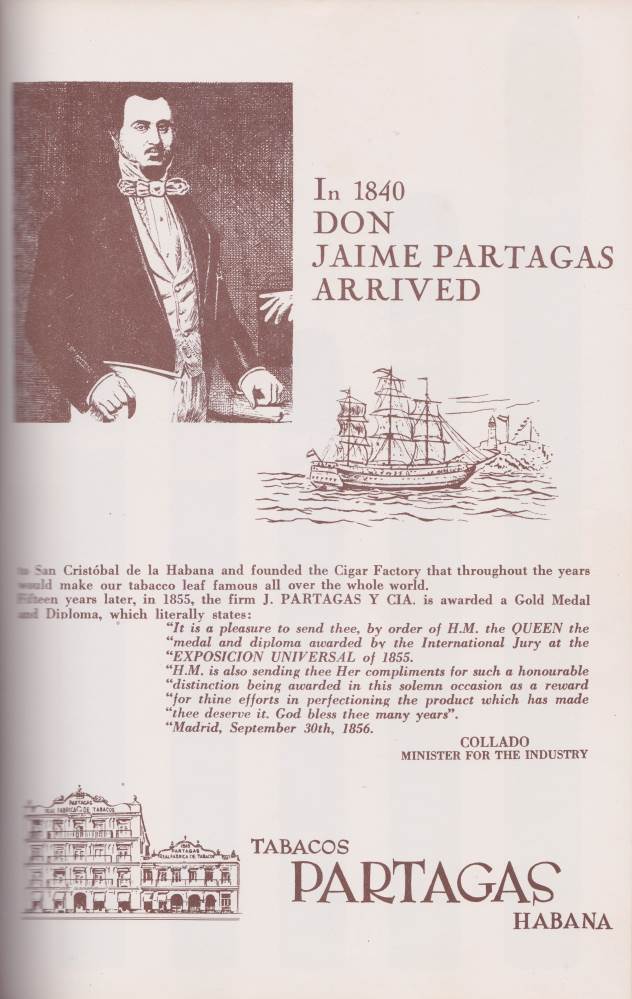 In 1840
DON
JAIME PARTAGAS
ARRIVED
to San Cristóbal de la Habana and founded the Cigar Factory that throughout the years
would make our tabacco leaf famous all over the whole world.
Fifteen years later, in 1855, the firm J. PARTAGAS Y CIA. is awarded a Gold Medal
and Diploma, which literally states:
"It is a pleasure to send thee, by order of H.M. the QUEEN the
"medal and diploma awarded by the International Jury at the
"EXPOSICION UNIVERSAL of 1855.
"H.M. is also sending thee Her compliments for such a honourable
"distinction being awarded in this solemn occasion as a reward
"for thine efforts in perfectioning the product which has made
"thee deserve it. God bless thee many years".
"Madrid, September 30th, 1856.
COLLADO
MINISTER FOR THE INDUSTRY
PARTAGAS
REAL FABRICA DE TABACOS
1845
PARTAGAS
REAL FABRICA DE TABACOS
TABACOS
PARTAGAS
HABANA